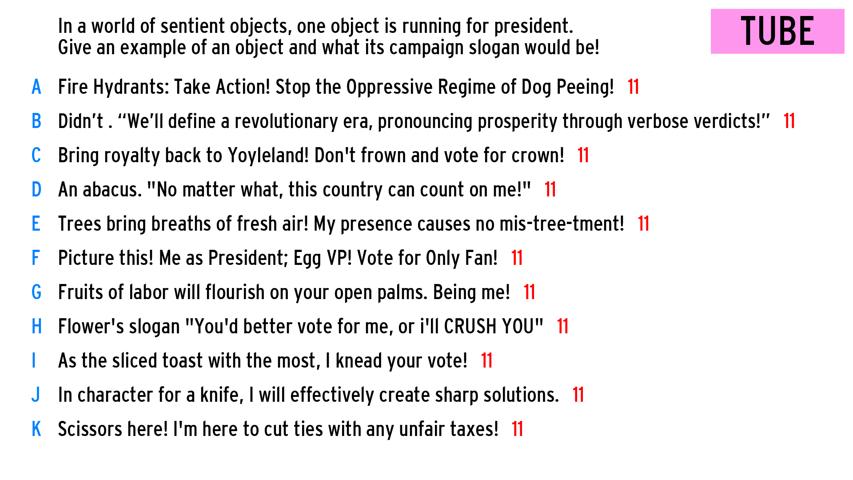 In a world of sentient objects, one object is running for president.
Give an example of an object and what its campaign slogan would be!
TUBE
A Fire Hydrants: Take Action! Stop the Oppressive Regime of Dog Peeing! 11
B Didn't . “We'll define a revolutionary era, pronouncing prosperity through verbose verdicts!” 11
C Bring royalty back to Yoyleland! Don't frown and vote for crown! 11
D An abacus. "No matter what, this country can count on me!" 11
E Trees bring breaths of fresh air! My presence causes no mis-tree-tment! 11
F Picture this! Me as President; Egg VP! Vote for Only Fan! 11
G Fruits of labor will flourish on your open palms. Being me! 11
H Flower's slogan "You'd better vote for me, or i'll CRUSH YOU" 11
I As the sliced toast with the most, I knead your vote! 11
J In character for a knife, I will effectively create sharp solutions. 11
K Scissors here! I'm here to cut ties with any unfair taxes! 11